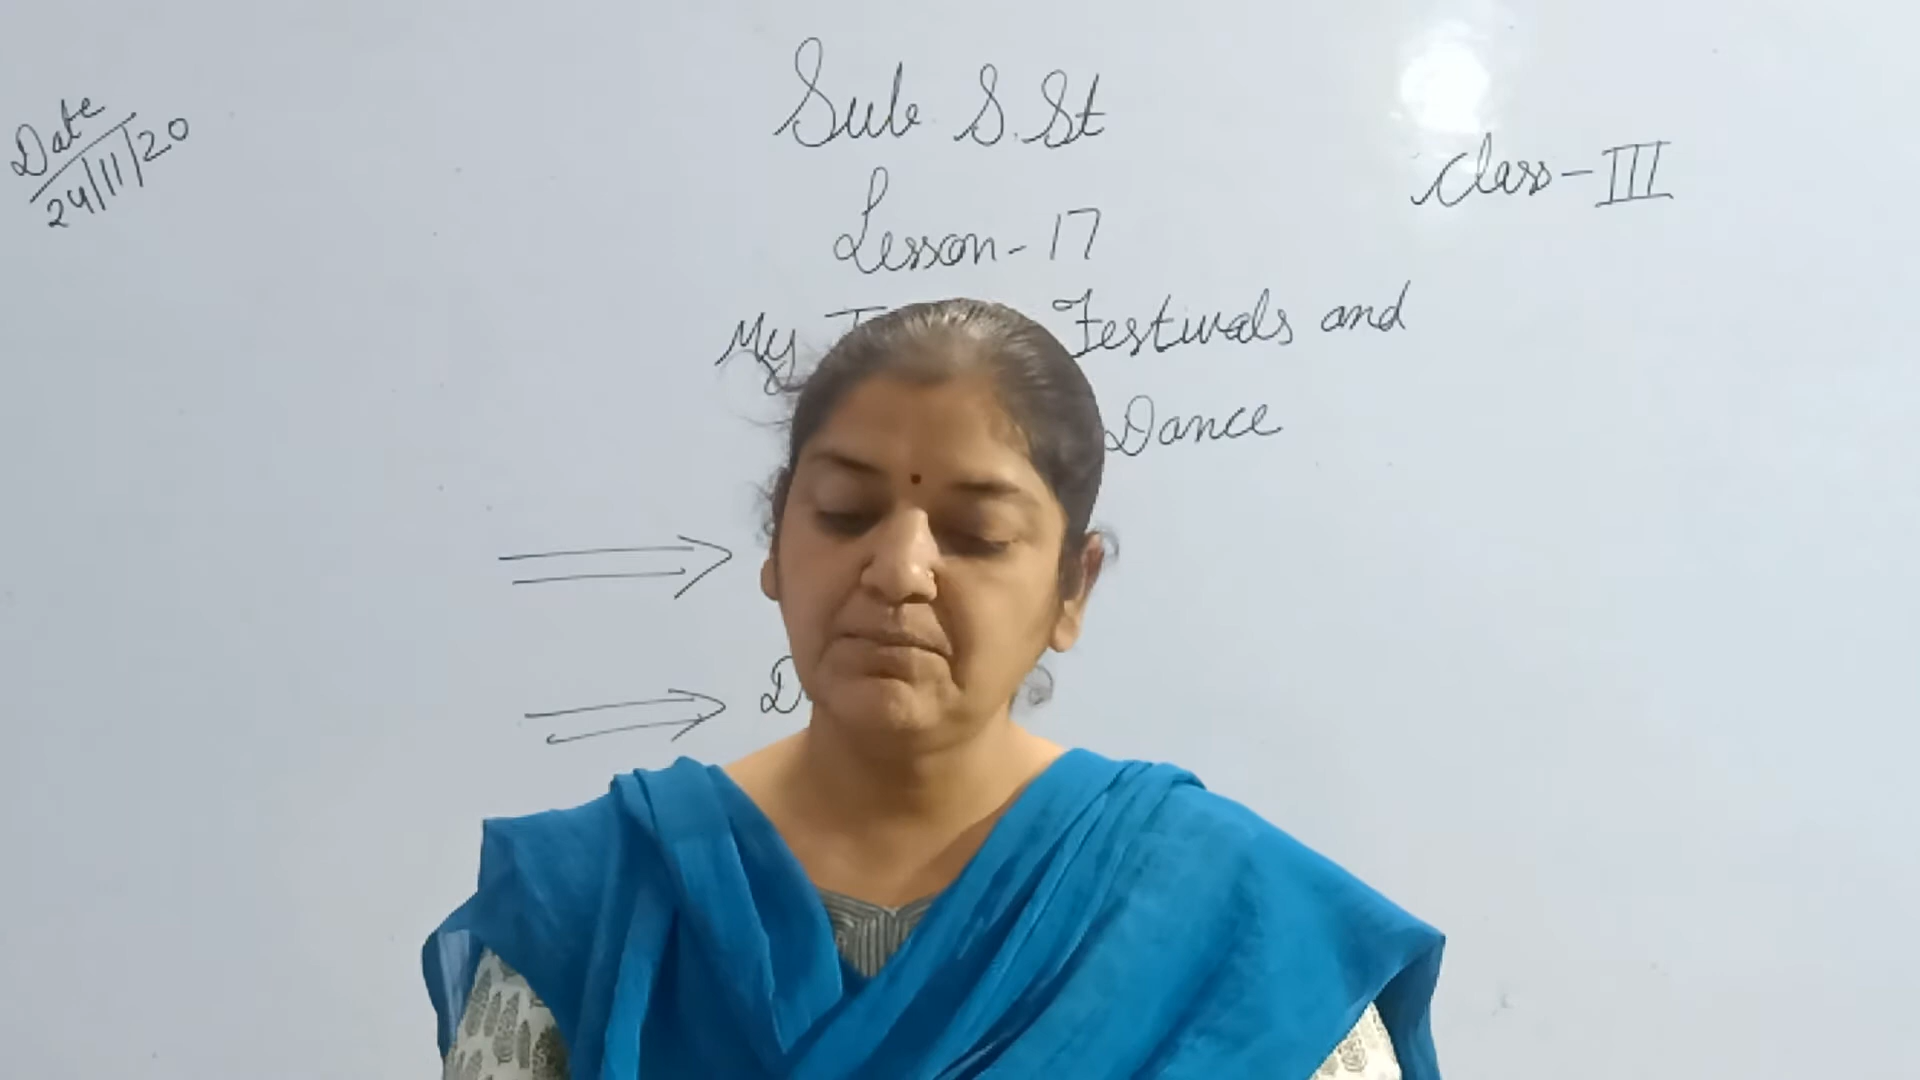 Date
24/11/20
Sub S.St
Class-III
Lesson-17
My Festivals and
Dance